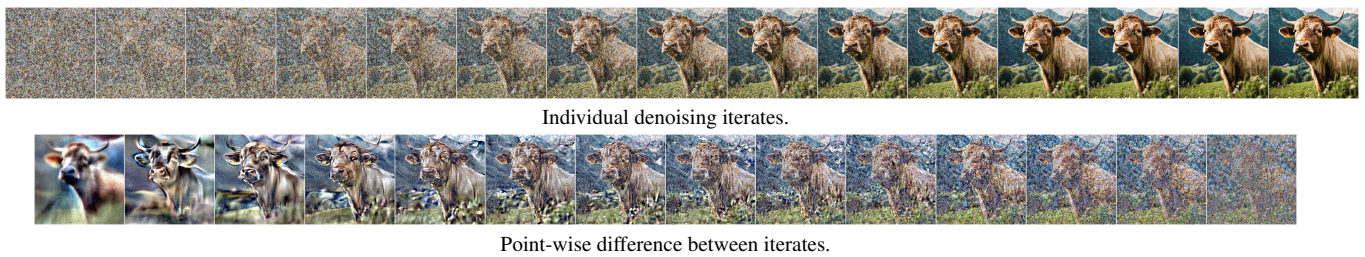 Individual denoising iterates.
Point-wise difference between iterates.